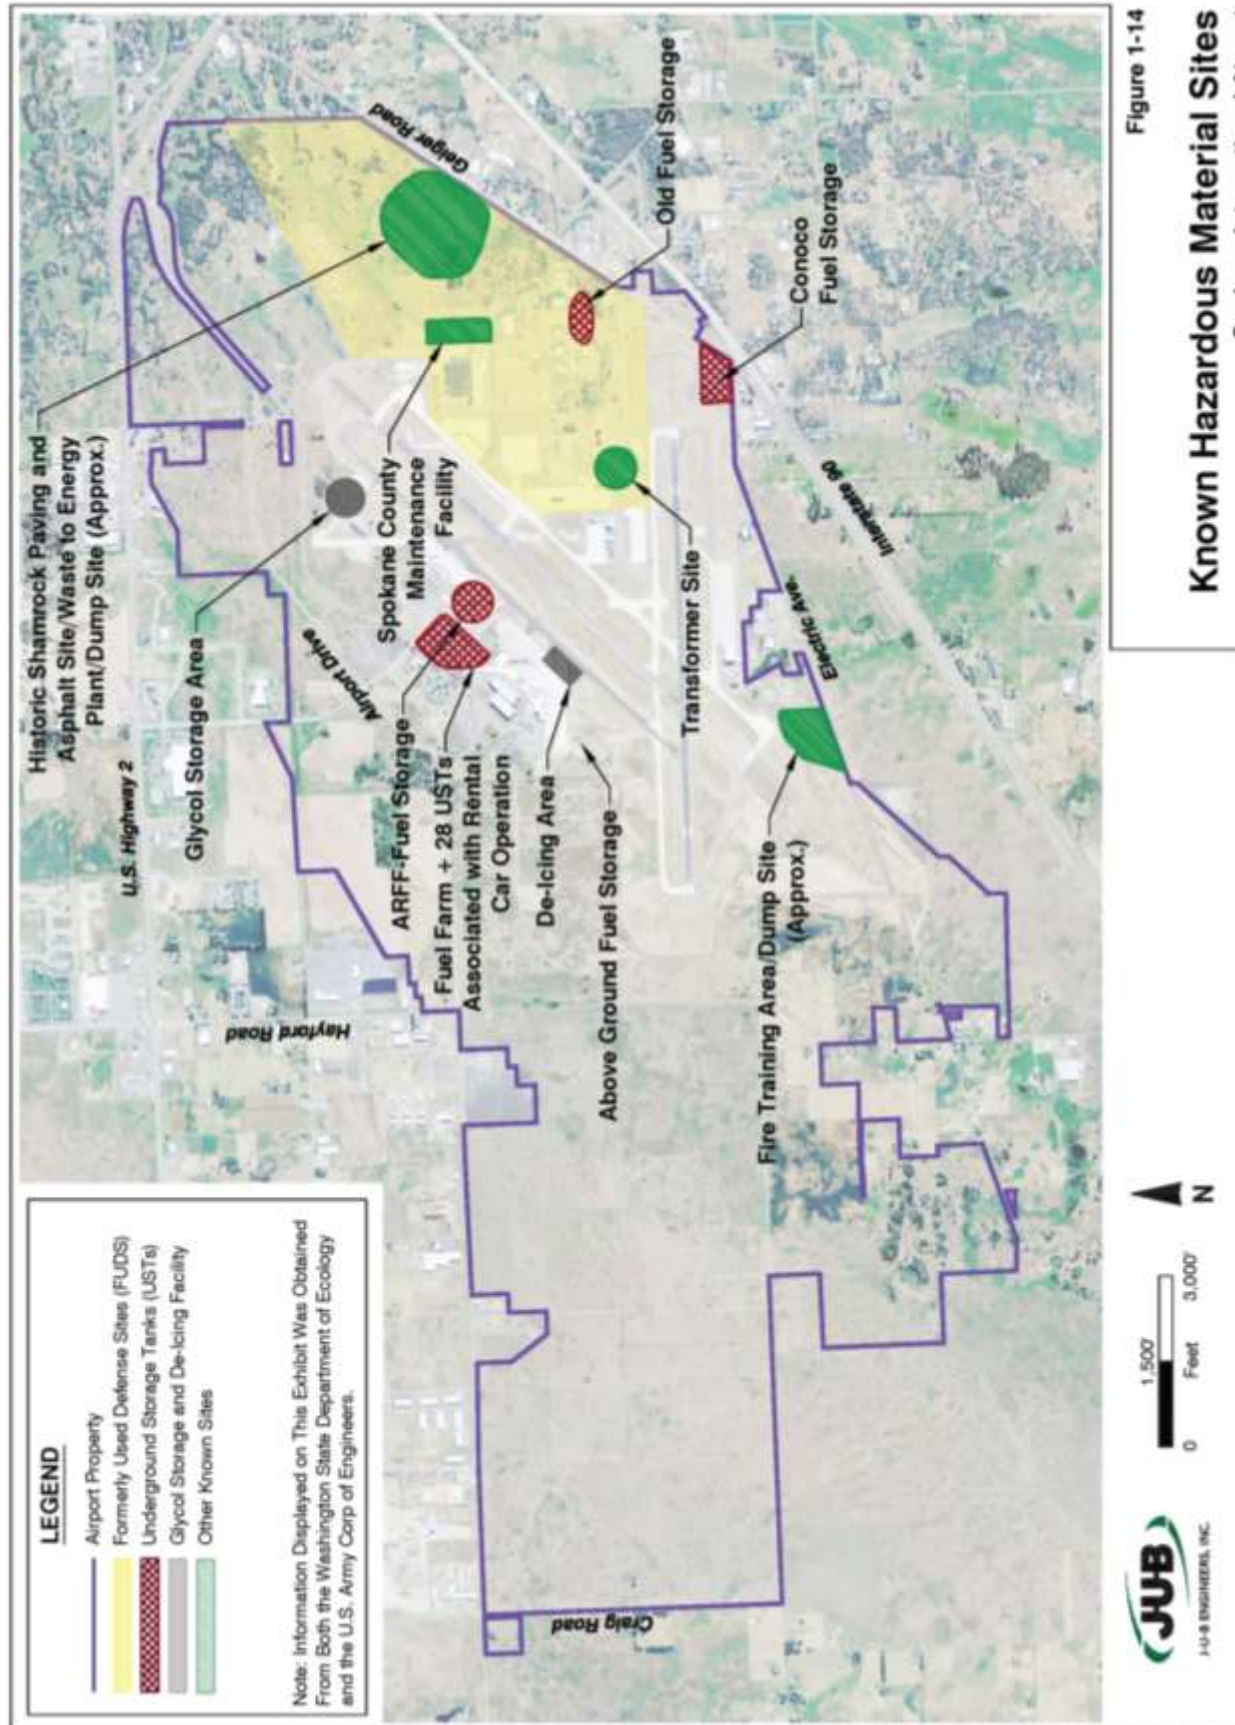 LEGEND
Airport Property
Formerly Used Defense Sites (FUDS)
Underground Storage Tanks (USTs)
Glycol Storage and De-Icing Facility
Other Known Sites
Note: Information Displayed on This Exhibit Was Obtained
From Both the Washington State Department of Ecology
and the U.S. Army Corp of Engineers.
Historic Shamrock Paving and
Asphalt Site/Waste to Energy
Plant/Dump Site (Approx.)
U.S. Highway 2
Glycol Storage Area
Airport Drive
Spokane County
Maintenance
Facility
Geiger Road
Hayford Road
ARFF-Fuel Storage
Fuel Farm + 28 USTs
Associated with Rental
Car Operation
De-Icing Area
Above Ground Fuel Storage
Old Fuel Storage
Transformer Site
Conoco
Fuel Storage
Fire Training Area/Dump Site
(Approx.)
Electric Ave.
Interstate 90
Craig Road
JUB
J-U-B ENGINEERS, INC.
0
1,500'
3,000'
Feet
N
Figure 1-14
Known Hazardous Material Sites